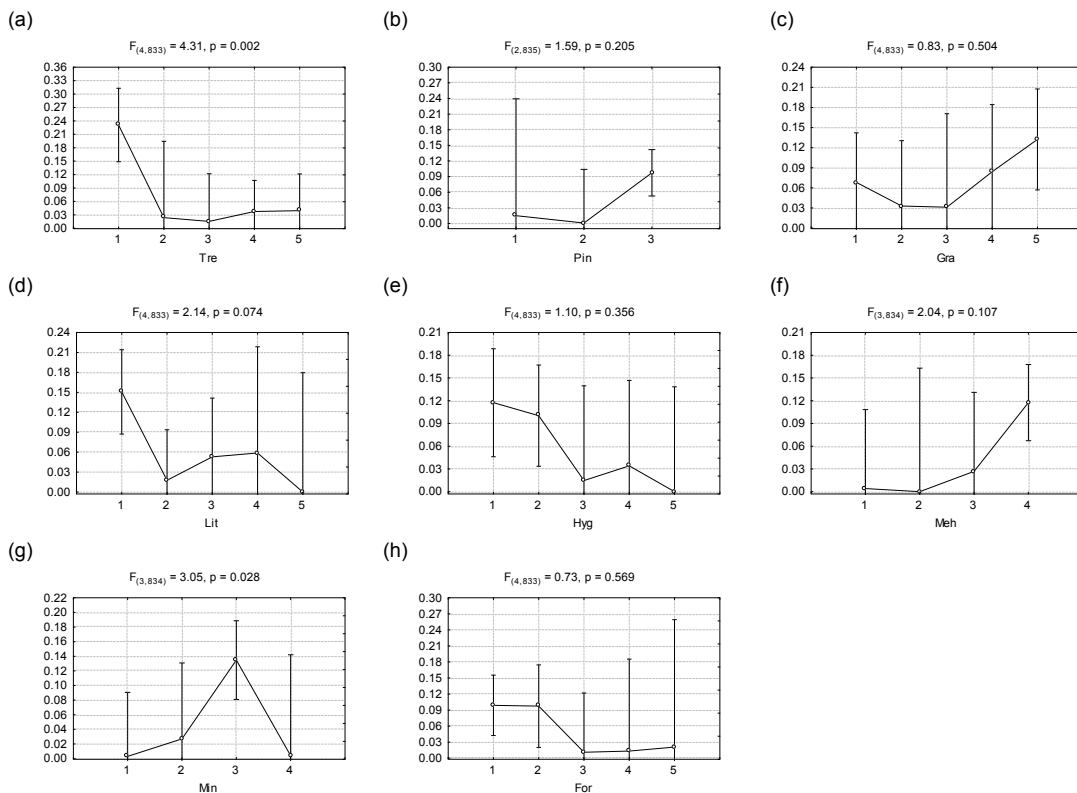 (a)
F(4,833) = 4.31, p = 0.002
0.36
0.33
0.30
0.27
0.24
0.21
0.18
0.15
0.12
0.09
0.06
0.03
0.00
1 2 3 4 5
Tre
(b)
F(2,835) = 1.59, p = 0.205
0.30
0.27
0.24
0.21
0.18
0.15
0.12
0.09
0.06
0.03
0.00
1 2 3
Pin
(c)
F(4,833) = 0.83, p = 0.504
0.24
0.21
0.18
0.15
0.12
0.09
0.06
0.03
0.00
1 2 3 4 5
Gra
(d)
F(4,833) = 2.14, p = 0.074
0.24
0.21
0.18
0.15
0.12
0.09
0.06
0.03
0.00
1 2 3 4 5
Lit
(e)
F(4,833) = 1.10, p = 0.356
0.21
0.18
0.15
0.12
0.09
0.06
0.03
0.00
1 2 3 4 5
Hyg
(f)
F(3,834) = 2.04, p = 0.107
0.21
0.18
0.15
0.12
0.09
0.06
0.03
0.00
1 2 3 4
Meh
(g)
F(3,834) = 3.05, p = 0.028
0.22
0.20
0.18
0.16
0.14
0.12
0.10
0.08
0.06
0.04
0.02
0.00
1 2 3 4
Min
(h)
F(4,833) = 0.73, p = 0.569
0.30
0.27
0.24
0.21
0.18
0.15
0.12
0.09
0.06
0.03
0.00
1 2 3 4 5
For